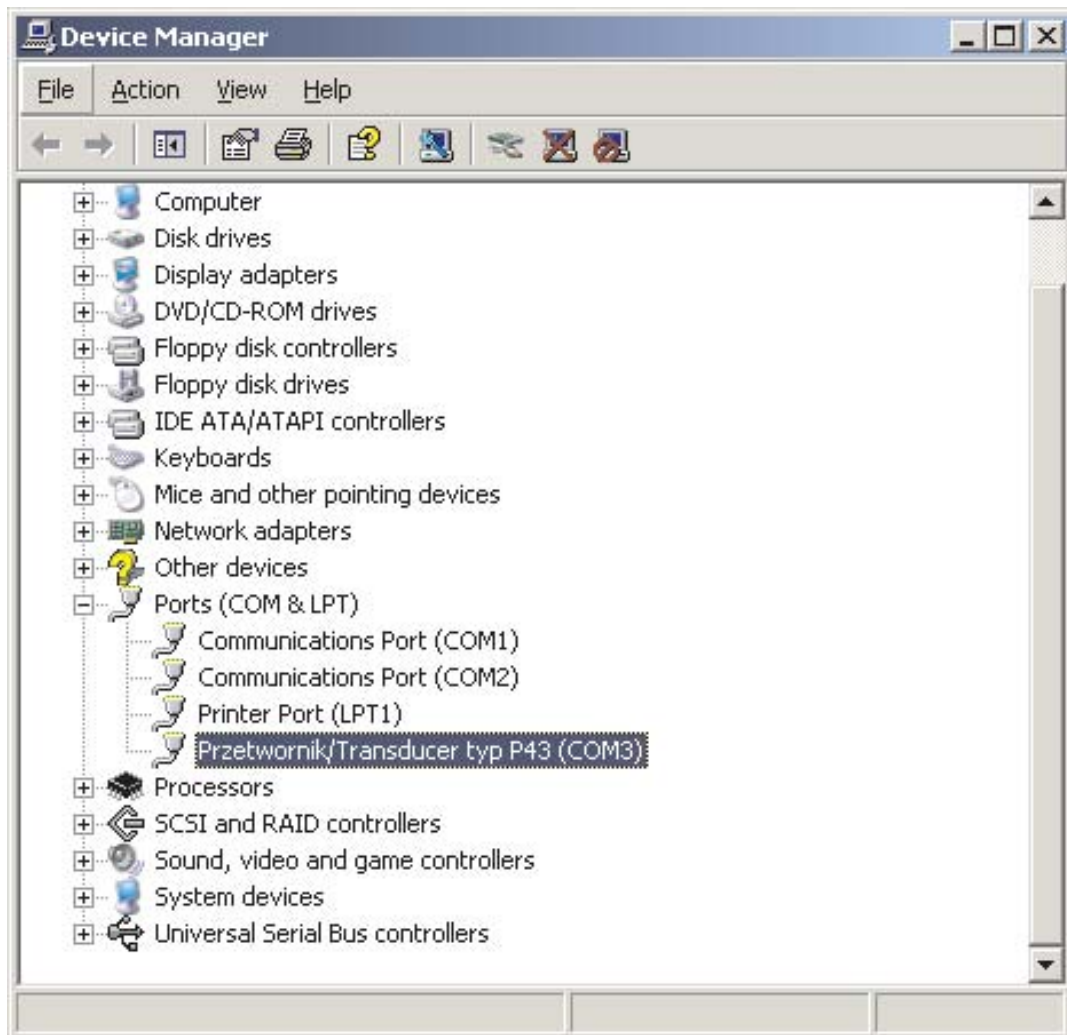 Device Manager
File Action View Help
Computer
Disk drives
Display adapters
DVD/CD-ROM drives
Floppy disk controllers
Floppy disk drives
IDE ATA/ATAPI controllers
Keyboards
Mice and other pointing devices
Network adapters
Other devices
Ports (COM & LPT)
Communications Port (COM1)
Communications Port (COM2)
Printer Port (LPT1)
Przetwornik/Transducer typ P43 (COM3)
Processors
SCSI and RAID controllers
Sound, video and game controllers
System devices
Universal Serial Bus controllers